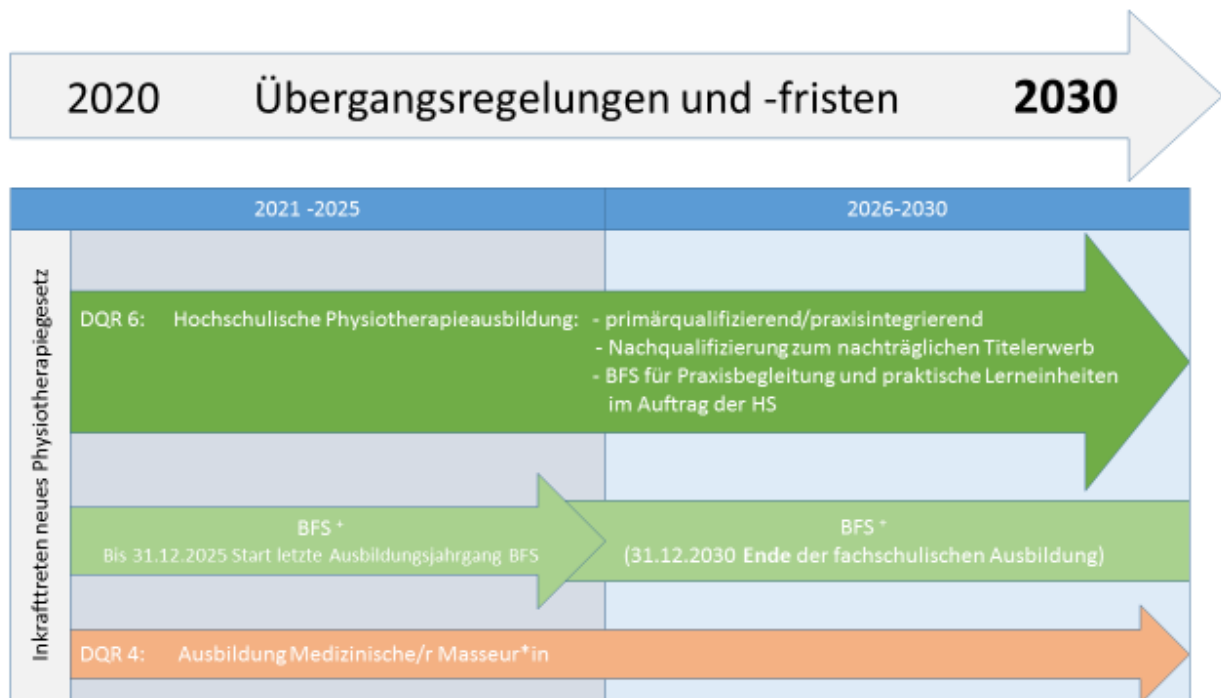 2020 Übergangsregelungen und -fristen 2030
2021 -2025 2026-2030
Inkrafttreten neues Physiotherapiegesetz
DQR 6: Hochschulische Physiotherapieausbildung: - primärqualifizierend/praxisintegrierend
- Nachqualifizierung zum nachträglichen Titelerwerb
- BFS für Praxisbegleitung und praktische Lerneinheiten
im Auftrag der HS
BFS +
Bis 31.12.2025 Start letzte Ausbildungsjahrgang BFS
BFS +
(31.12.2030 Ende der fachschulischen Ausbildung)
DQR 4: Ausbildung Medizinische/r Masseur*in